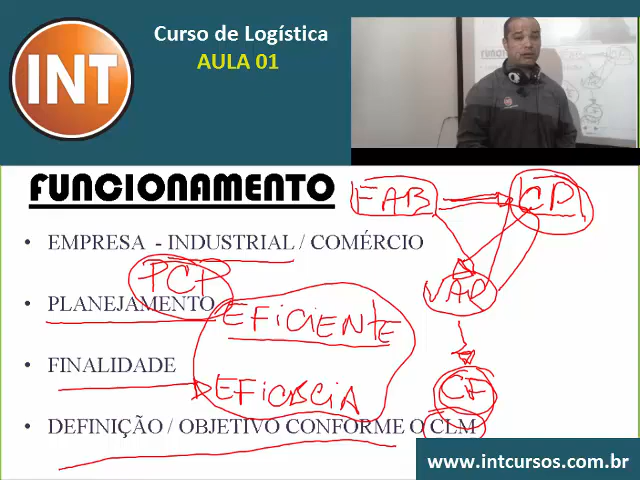 Curso de Logística
INT
AULA 01
FUNCIONAMENTO
FAB
CD
EMPRESA - INDUSTRIAL / COMÉRCIO
PCP
VAR
PLANEJAMENTO
EFICIENTE
FINALIDADE
CF
EFICACIA
DEFINIÇÃO / OBJETIVO CONFORME O CLM
www.intcursos.com.br